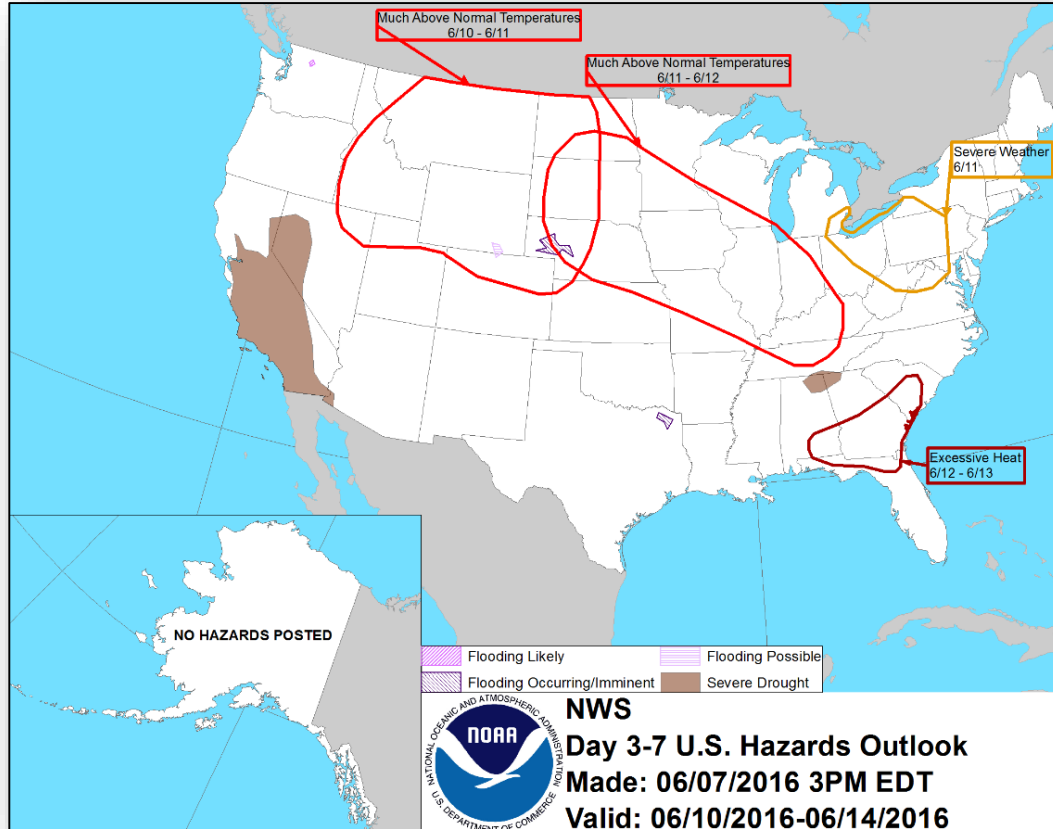 Much Above Normal Temperatures
6/10 - 6/11
Much Above Normal Temperatures
6/11 - 6/12
Severe Weather
6/11
Excessive Heat
6/12 - 6/13
NO HAZARDS POSTED
Flooding Likely
Flooding Possible
Flooding Occurring/Imminent
Severe Drought
NATIONAL OCEANIC AND ATMOSPHERIC ADMINISTRATION
NOAA
U.S. DEPARTMENT OF COMMERCE
NWS
Day 3-7 U.S. Hazards Outlook
Made: 06/07/2016 3PM EDT
Valid: 06/10/2016-06/14/2016